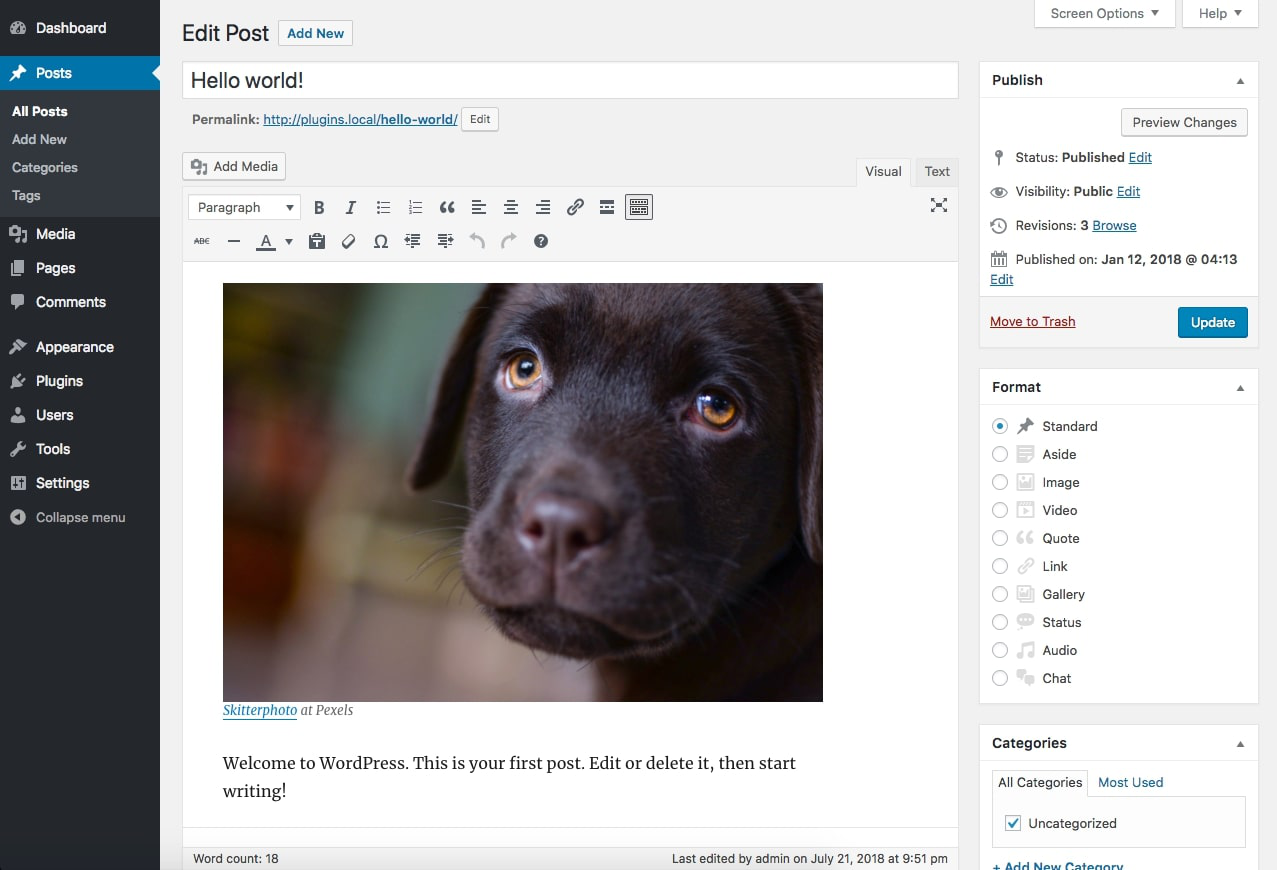 Dashboard
Posts
All Posts
Add New
Categories
Tags
Media
Pages
Comments
Appearance
Plugins
Users
Tools
Settings
Collapse menu
Screen Options
Help
Edit Post
Add New
Hello world!
Permalink: http://plugins.local/hello-world/ Edit
Add Media
Visual
Text
Paragraph
B I
ABC A
Skitterphoto at Pexels
Welcome to WordPress. This is your first post. Edit or delete it, then start
writing!
Word count: 18
Last edited by admin on July 21, 2018 at 9:51 pm
Publish
Preview Changes
Status: Published Edit
Visibility: Public Edit
Revisions: 3 Browse
Published on: Jan 12, 2018 @ 04:13
Edit
Move to Trash
Update
Format
Standard
Aside
Image
Video
Quote
Link
Gallery
Status
Audio
Chat
Categories
All Categories
Most Used
Uncategorized
+ Add New Category